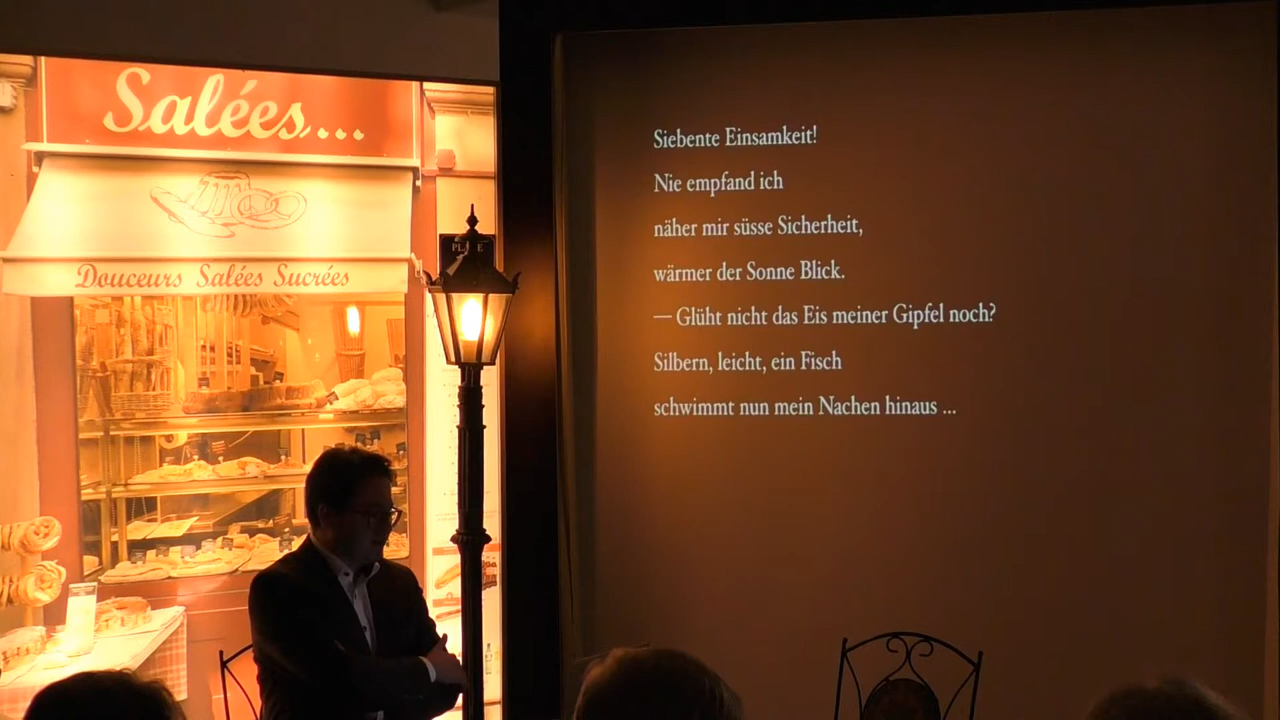 Salées...
Douceurs Salées Sucrées
Siebente Einsamkeit!
Nie empfand ich
näher mir süsse Sicherheit,
wärmer der Sonne Blick.
— Glüht nicht das Eis meiner Gipfel noch?
Silbern, leicht, ein Fisch
schwimmt nun mein Nachen hinaus ...